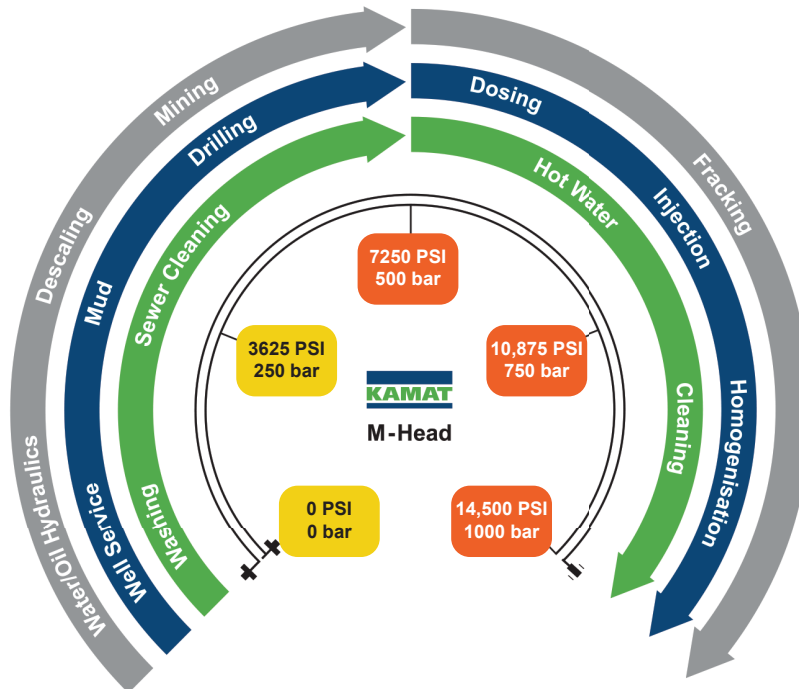 Water/Oil Hydraulics
Descaling
Mining
Fracking
Well Service
Mud
Drilling
Dosing
Injection
Homogenisation
Washing
Sewer Cleaning
Hot Water
Cleaning
7250 PSI
500 bar
3625 PSI
250 bar
10,875 PSI
750 bar
KAMAT
M-Head
0 PSI
0 bar
14,500 PSI
1000 bar